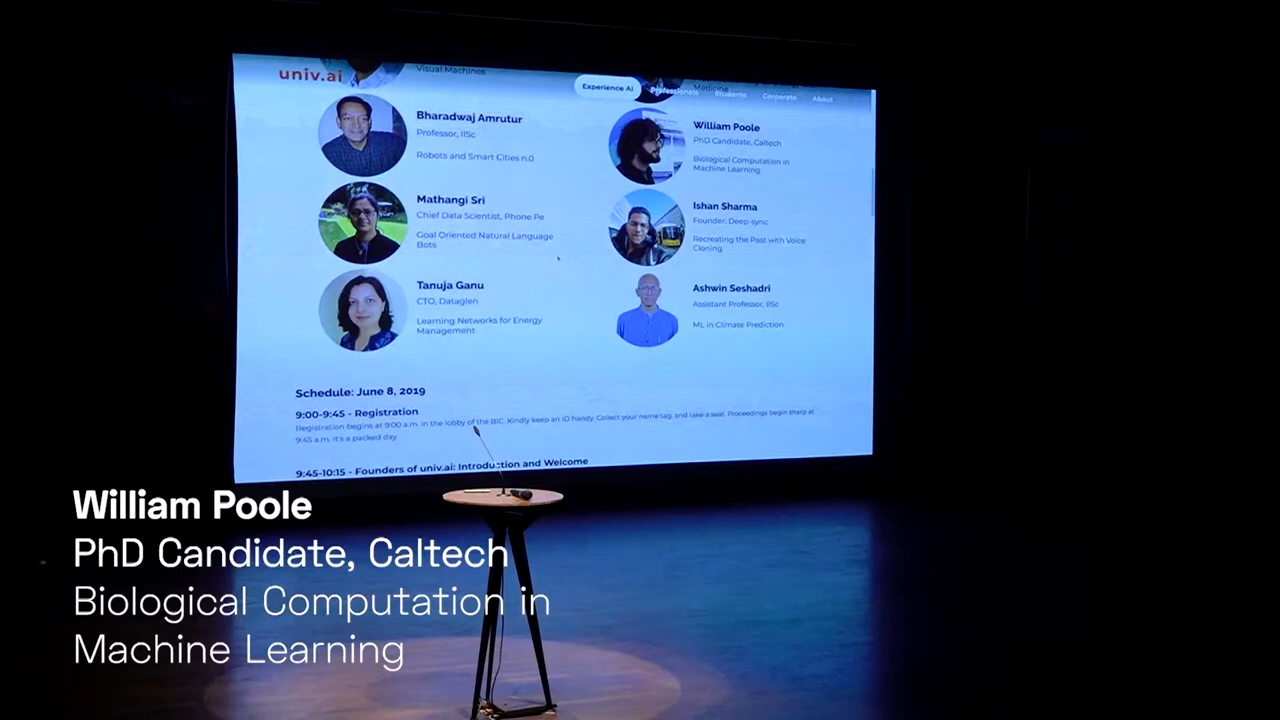 univ.ai
Visual Machines
Medicine
Experience AI
Professionals
Students
Corporate
About
Bharadwaj Amrutur
Professor, IISc
Robots and Smart Cities n.0
William Poole
PhD Candidate, Caltech
Biological Computation in
Machine Learning
Mathangi Sri
Chief Data Scientist, Phone Pe
Goal Oriented Natural Language
Bots
Ishan Sharma
Founder, Deep-sync
Recreating the Past with Voice
Cloning
Tanuja Ganu
CTO, Dataglen
Learning Networks for Energy
Management
Ashwin Seshadri
Assistant Professor, IISc
ML in Climate Prediction
Schedule: June 8, 2019
9:00-9:45 - Registration
Registration begins at 9:00 a.m. in the lobby of the BIC. Kindly keep an ID handy. Collect your name tag, and take a seat. Proceedings begin sharp at
9:45 a.m. It's a packed day
9:45-10:15 - Founders of univ.ai: Introduction and Welcome
William Poole
PhD Candidate, Caltech
Biological Computation in
Machine Learning